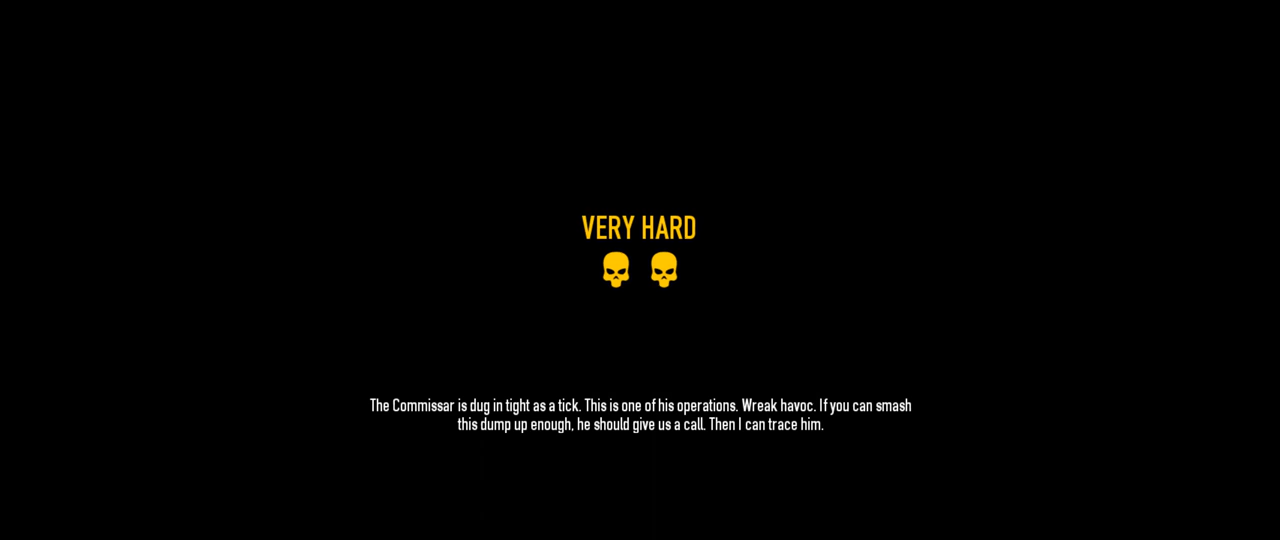 VERY HARD
The Commissar is dug in tight as a tick. This is one of his operations. Wreak havoc. If you can smash
this dump up enough, he should give us a call. Then I can trace him.